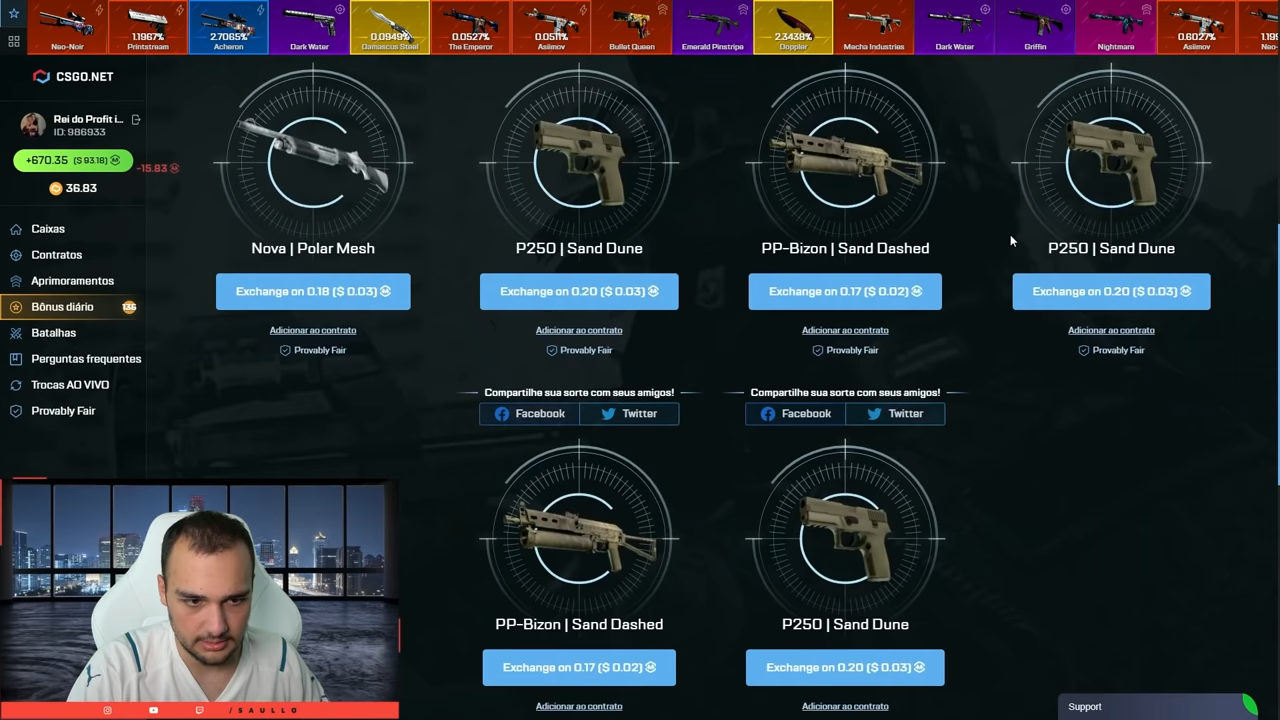 Neo-Noir
1.1967%
Printstream
2.7065%
Acheron
Dark Water
0.0949%
Damascus Steel
0.0527%
The Emperor
0.0511%
Asiimov
Bullet Queen
Emerald Pinstripe
2.3438%
Doppler
Mecha Industries
Dark Water
Griffin
Nightmare
0.6027%
Asiimov
CSGO.NET
Rei do Profit i...
ID: 986933
+670.35 ($ 93.18)
-15.83
36.83
Caixas
Contratos
Aprimoramentos
Bônus diário
Batalhas
Perguntas frequentes
Trocas AO VIVO
Provably Fair
Nova | Polar Mesh
P250 | Sand Dune
PP-Bizon | Sand Dashed
P250 | Sand Dune
Exchange on 0.18 ($ 0.03)
Exchange on 0.20 ($ 0.03)
Exchange on 0.17 ($ 0.02)
Exchange on 0.20 ($ 0.03)
Adicionar ao contrato
Adicionar ao contrato
Adicionar ao contrato
Adicionar ao contrato
Provably Fair
Provably Fair
Provably Fair
Provably Fair
Compartilhe sua sorte com seus amigos!
Compartilhe sua sorte com seus amigos!
Facebook
Twitter
Facebook
Twitter
PP-Bizon | Sand Dashed
P250 | Sand Dune
Exchange on 0.17 ($ 0.02)
Exchange on 0.20 ($ 0.03)
Adicionar ao contrato
Adicionar ao contrato
/SAULLO
Support